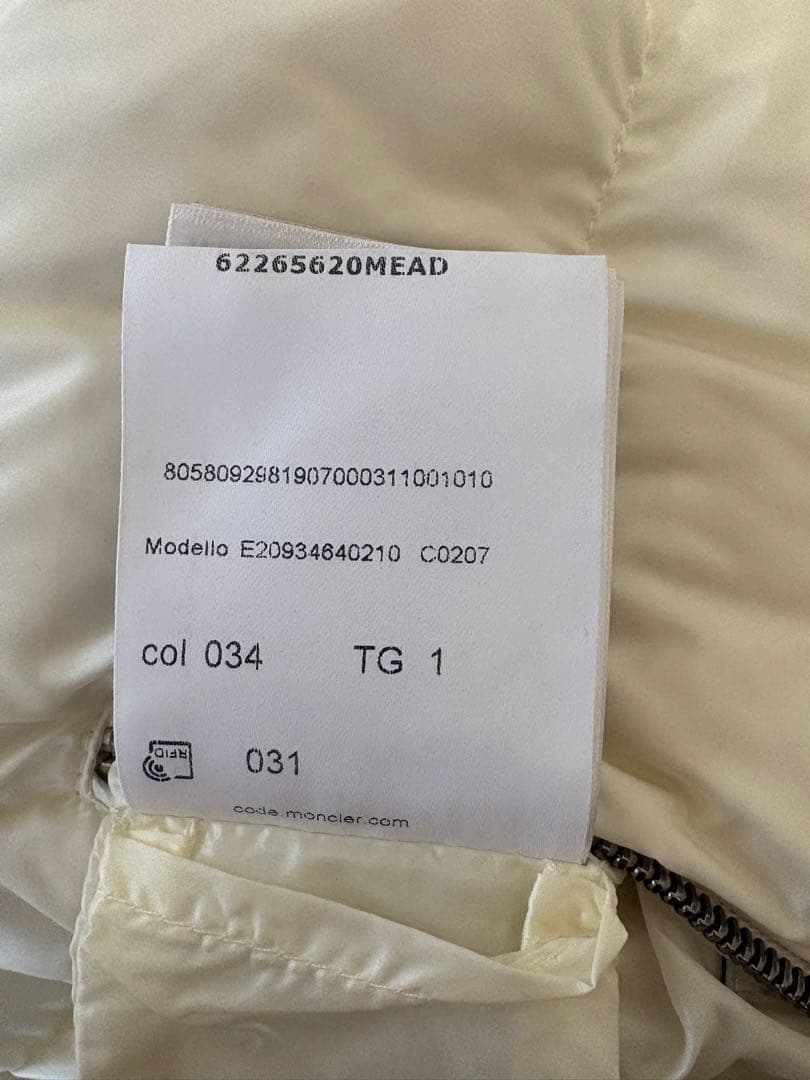 62265620MEAD
8058092981907000311001010
Modello E20934640210 C0207
col 034 TG 1
RFID 031
code.moncler.com